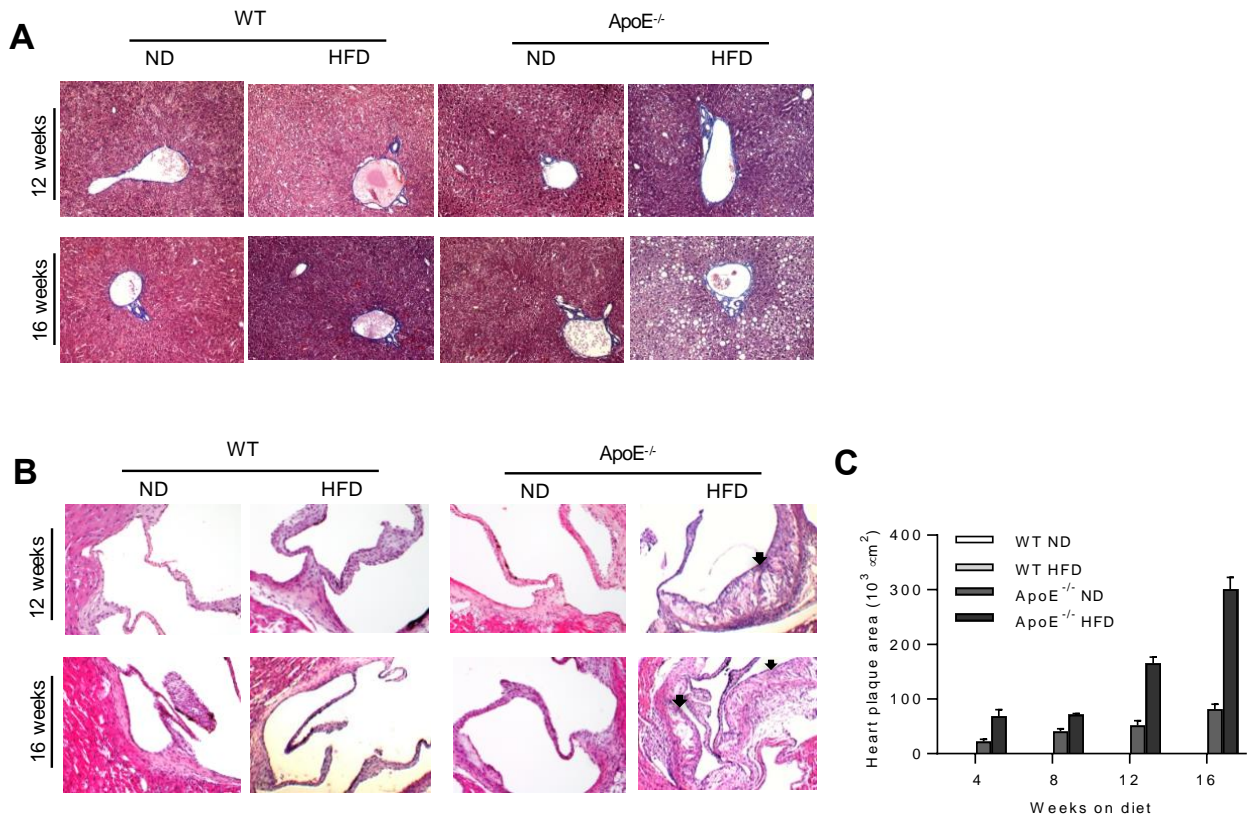 A
WT
ApoE-/-
ND
HFD
ND
HFD
12 weeks
16 weeks
B
WT
ApoE-/-
ND
HFD
ND
HFD
12 weeks
16 weeks
C
Heart plaque area (10³ ∝m²)
400
300
200
100
0
WT ND
WT HFD
ApoE-/- ND
ApoE-/- HFD
4
8
12
16
Weeks on diet